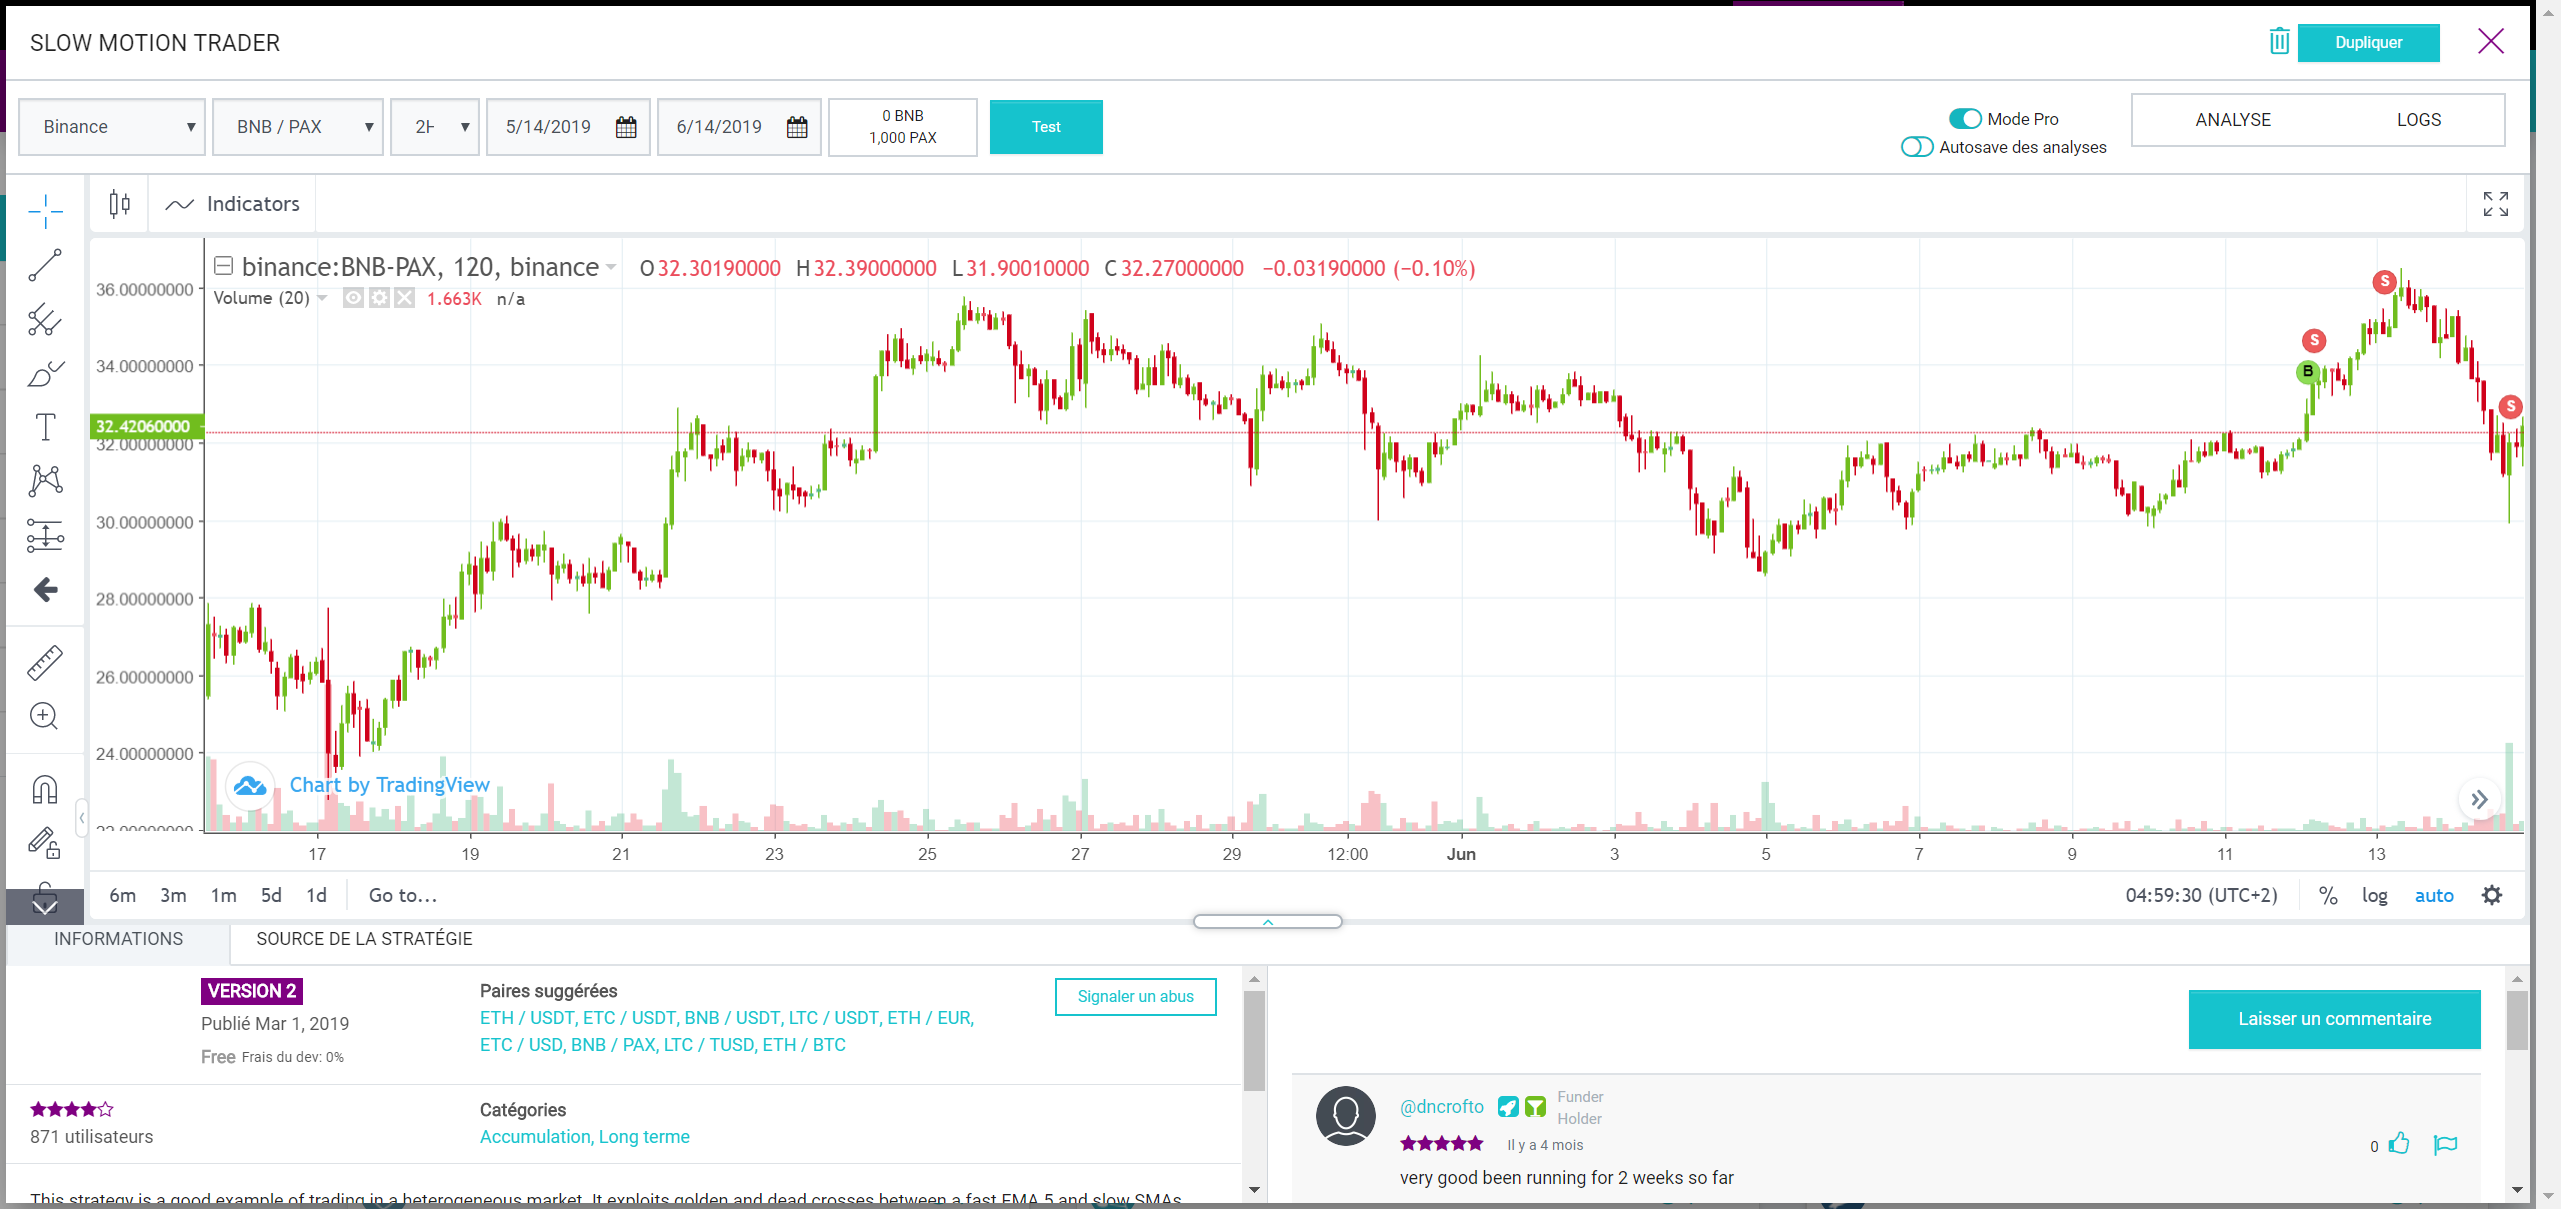 SLOW MOTION TRADER
Dupliquer
Binance
BNB / PAX
5/14/2019
6/14/2019
0 BNB
1,000 PAX
Test
Mode Pro
Autosave des analyses
ANALYSE
LOGS
Indicators
binance:BNB-PAX, 120, binance O32.30190000 H32.39000000 L31.90010000 C32.27000000 −0.03190000 (−0.10%)
Volume (20) 1.663K n/a
36.00000000
34.00000000
32.42060000
32.00000000
30.00000000
28.00000000
26.00000000
24.00000000
S
S
B
S
Chart by TradingView
17 19 21 23 25 27 29 12:00 Jun 3 5 7 9 11 13
6m 3m 1m 5d 1d Go to...
04:59:30 (UTC+2) % log auto
INFORMATIONS
SOURCE DE LA STRATÉGIE
VERSION 2
Publié Mar 1, 2019
Free Frais du dev: 0%
Paires suggérées
ETH / USDT, ETC / USDT, BNB / USDT, LTC / USDT, ETH / EUR,
ETC / USD, BNB / PAX, LTC / TUSD, ETH / BTC
Signaler un abus
871 utilisateurs
Catégories
Accumulation, Long terme
This strategy is a good example of trading in a heterogeneous market. It exploits golden and dead crosses between a fast EMA 5 and slow SMAs
Laisser un commentaire
@dncrofto
Funder
Holder
Il y a 4 mois
0
very good been running for 2 weeks so far